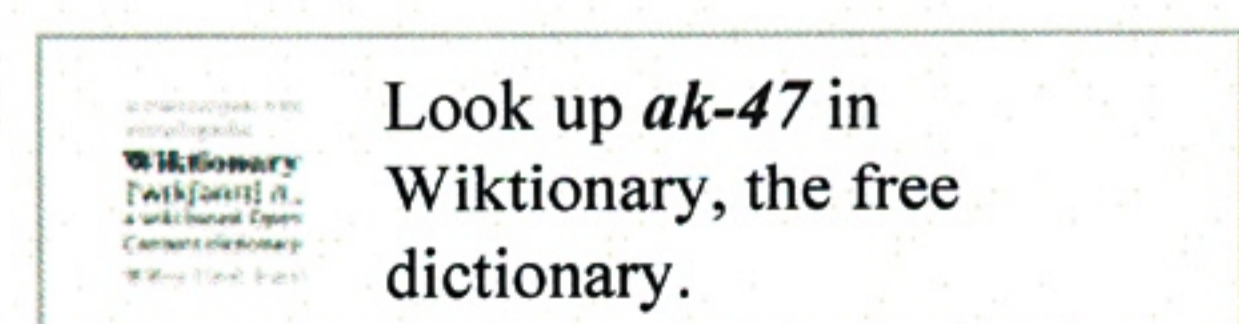 Wiktionary
Look up ak-47 in
Wiktionary, the free
dictionary.